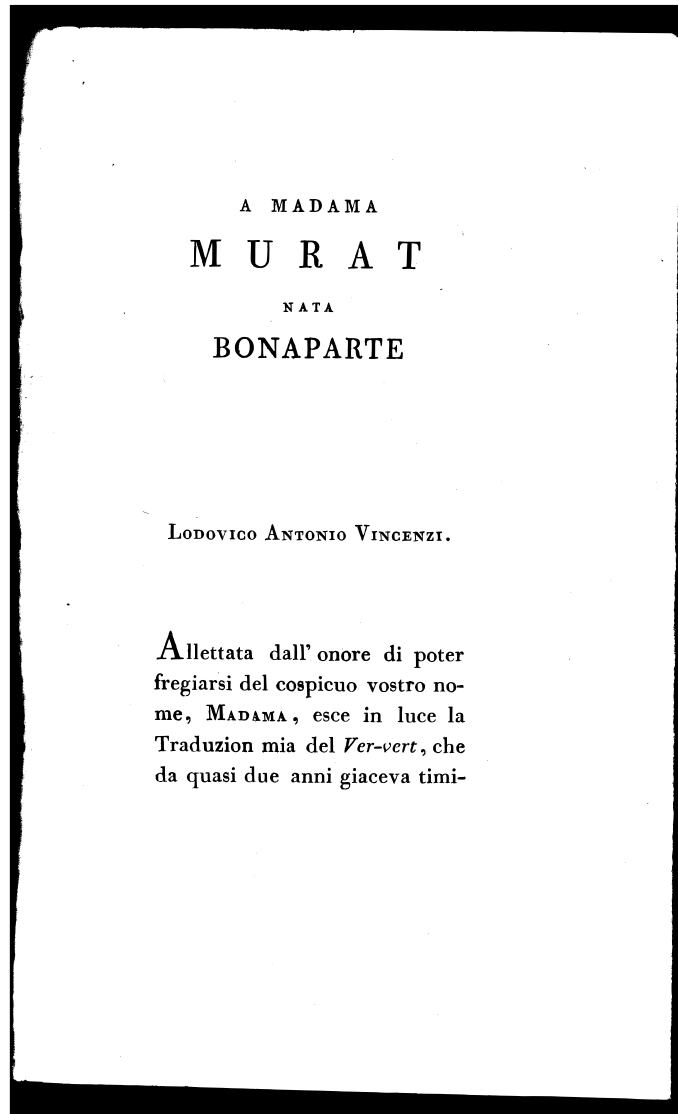 A MADAMA
MURAT
NATA
BONAPARTE
Lodovico Antonio Vincenzi.
Allettata dall' onore di poter
fregiarsi del cospicuo vostro no-
me, Madama, esce in luce la
Traduzion mia del Ver-vert, che
da quasi due anni giaceva timi-